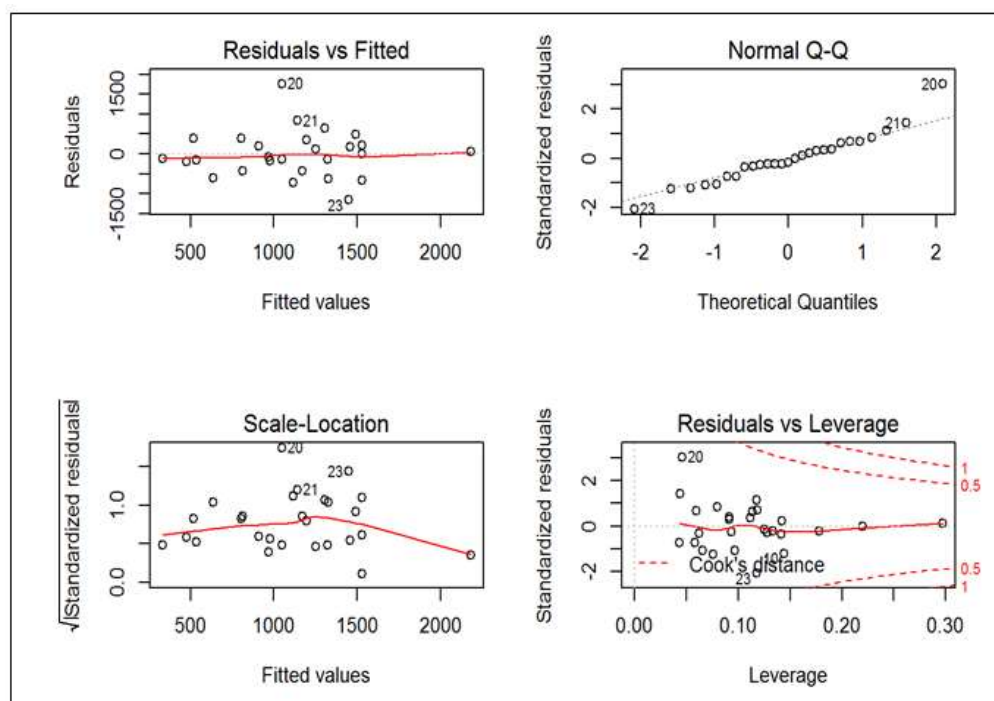 Residuals vs Fitted
Residuals
1500
0
-1500
20
21
23
500 1000 1500 2000
Fitted values
Normal Q-Q
Standardized residuals
2
0
-2
20
21
23
-2 -1 0 1 2
Theoretical Quantiles
Scale-Location
√|Standardized residuals|
1.0
0.0
20
23
21
500 1000 1500 2000
Fitted values
Residuals vs Leverage
Standardized residuals
2
0
-2
20
10
23
Cook's distance
1
0.5
0.5
1
0.00 0.10 0.20 0.30
Leverage